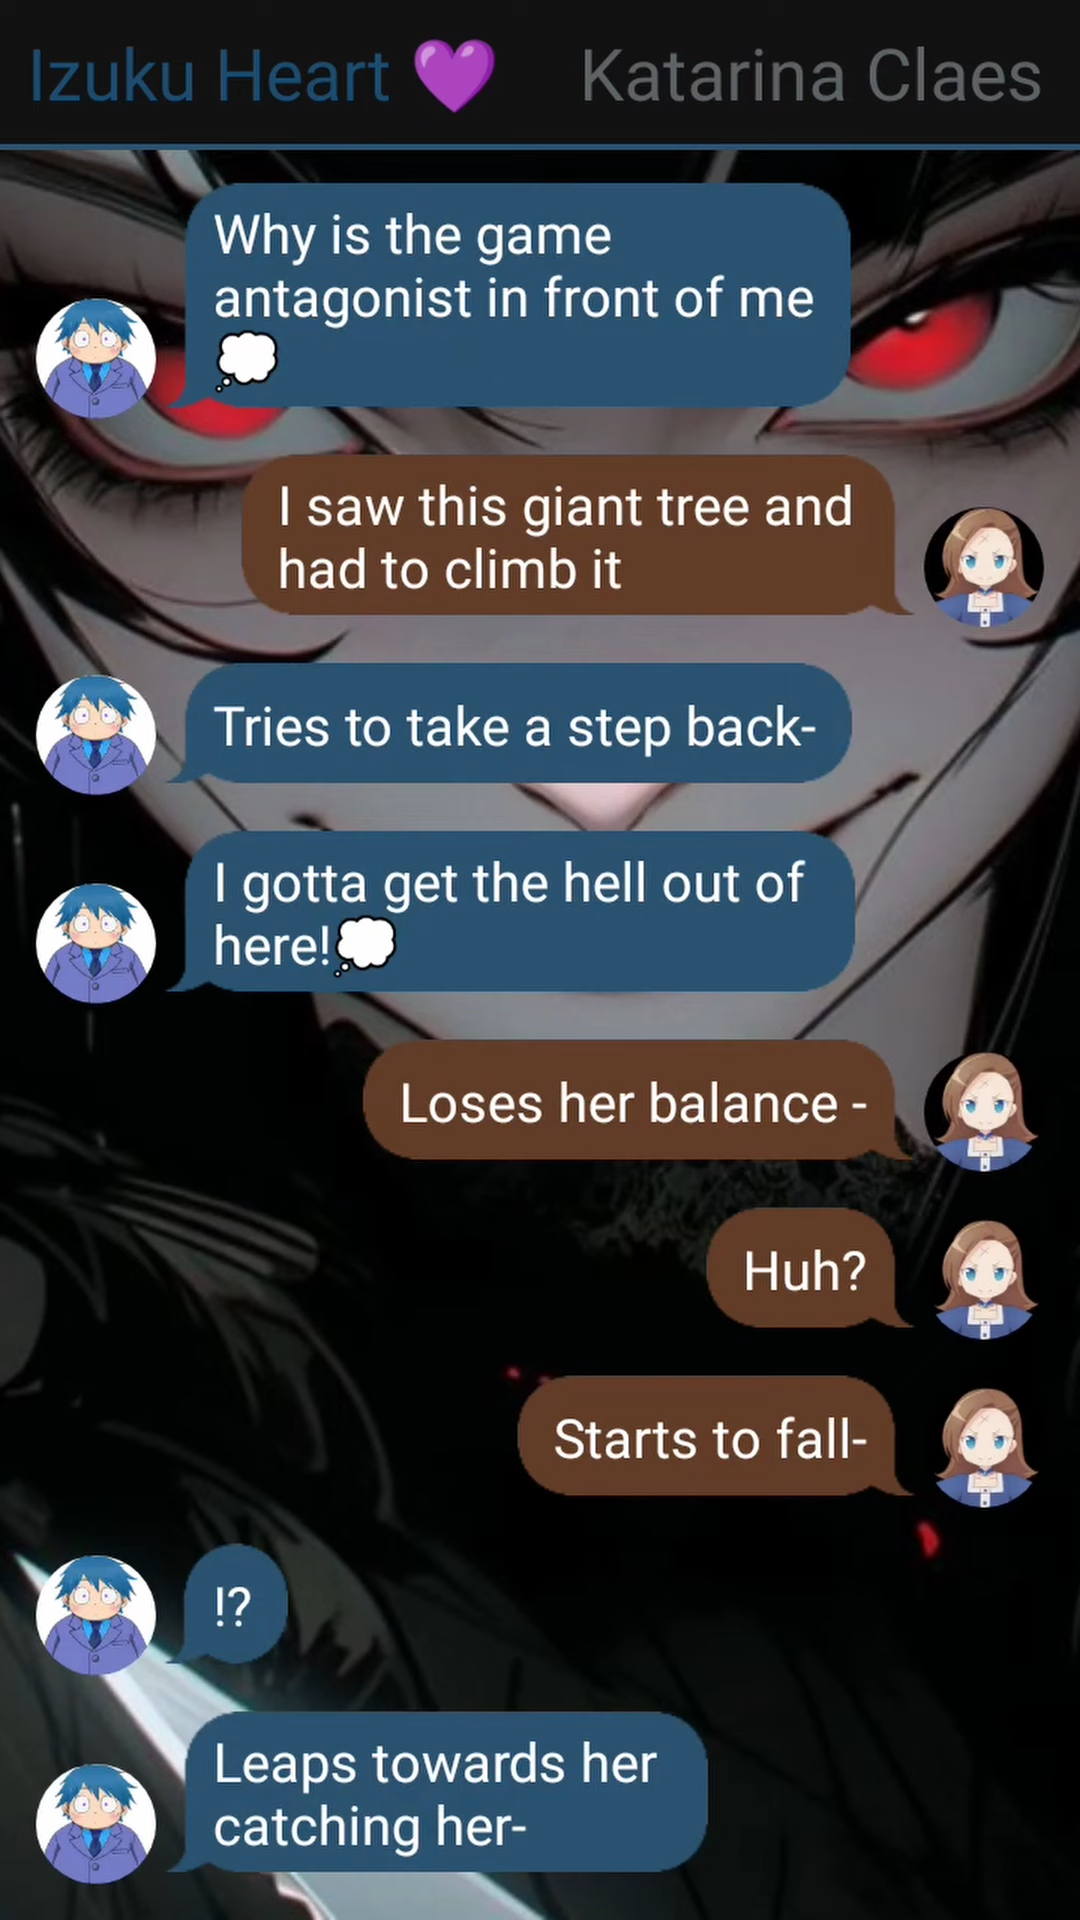 Izuku Heart 💜 Katarina Claes
Why is the game
antagonist in front of me
💭
I saw this giant tree and
had to climb it
Tries to take a step back-
I gotta get the hell out of
here!💭
Loses her balance -
Huh?
Starts to fall-
!?
Leaps towards her
catching her-